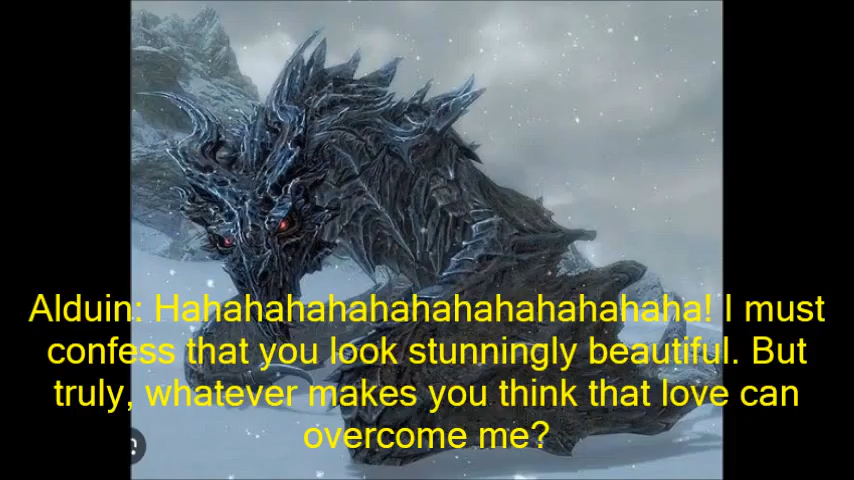 Alduin: Hahahahahahahahahahahahaha! I must
confess that you look stunningly beautiful. But
truly, whatever makes you think that love can
overcome me?